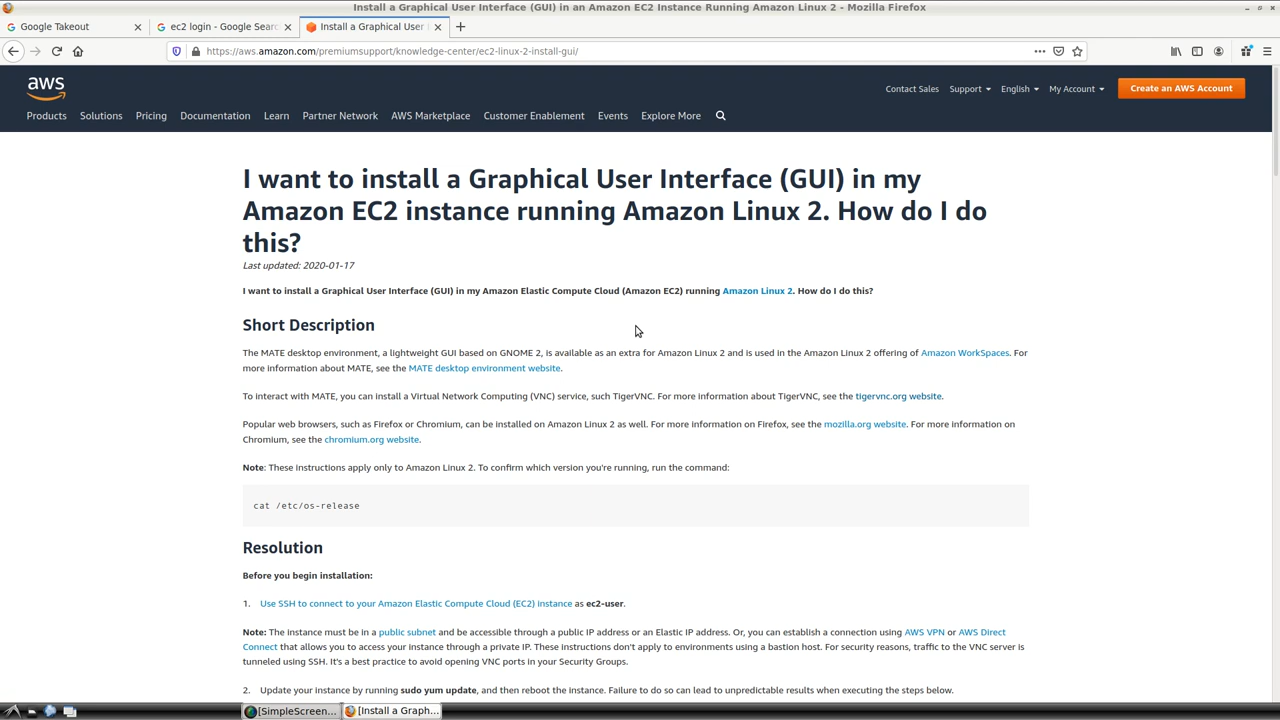 Install a Graphical User Interface (GUI) in an Amazon EC2 Instance Running Amazon Linux 2 - Mozilla Firefox
Google Takeout
ec2 login - Google Searc
Install a Graphical User I
https://aws.amazon.com/premiumsupport/knowledge-center/ec2-linux-2-install-gui/
aws
Contact Sales Support English My Account Create an AWS Account
Products Solutions Pricing Documentation Learn Partner Network AWS Marketplace Customer Enablement Events Explore More
I want to install a Graphical User Interface (GUI) in my
Amazon EC2 instance running Amazon Linux 2. How do I do
this?
Last updated: 2020-01-17
I want to install a Graphical User Interface (GUI) in my Amazon Elastic Compute Cloud (Amazon EC2) running Amazon Linux 2. How do I do this?
Short Description
The MATE desktop environment, a lightweight GUI based on GNOME 2, is available as an extra for Amazon Linux 2 and is used in the Amazon Linux 2 offering of Amazon WorkSpaces. For
more information about MATE, see the MATE desktop environment website.
To interact with MATE, you can install a Virtual Network Computing (VNC) service, such TigerVNC. For more information about TigerVNC, see the tigervnc.org website.
Popular web browsers, such as Firefox or Chromium, can be installed on Amazon Linux 2 as well. For more information on Firefox, see the mozilla.org website. For more information on
Chromium, see the chromium.org website.
Note: These instructions apply only to Amazon Linux 2. To confirm which version you're running, run the command:
cat /etc/os-release
Resolution
Before you begin installation:
1. Use SSH to connect to your Amazon Elastic Compute Cloud (EC2) instance as ec2-user.
Note: The instance must be in a public subnet and be accessible through a public IP address or an Elastic IP address. Or, you can establish a connection using AWS VPN or AWS Direct
Connect that allows you to access your instance through a private IP. These instructions don't apply to environments using a bastion host. For security reasons, traffic to the VNC server is
tunneled using SSH. It's a best practice to avoid opening VNC ports in your Security Groups.
2. Update your instance by running sudo yum update, and then reboot the instance. Failure to do so can lead to unpredictable results when executing the steps below.
[SimpleScreen...
[Install a Graph...